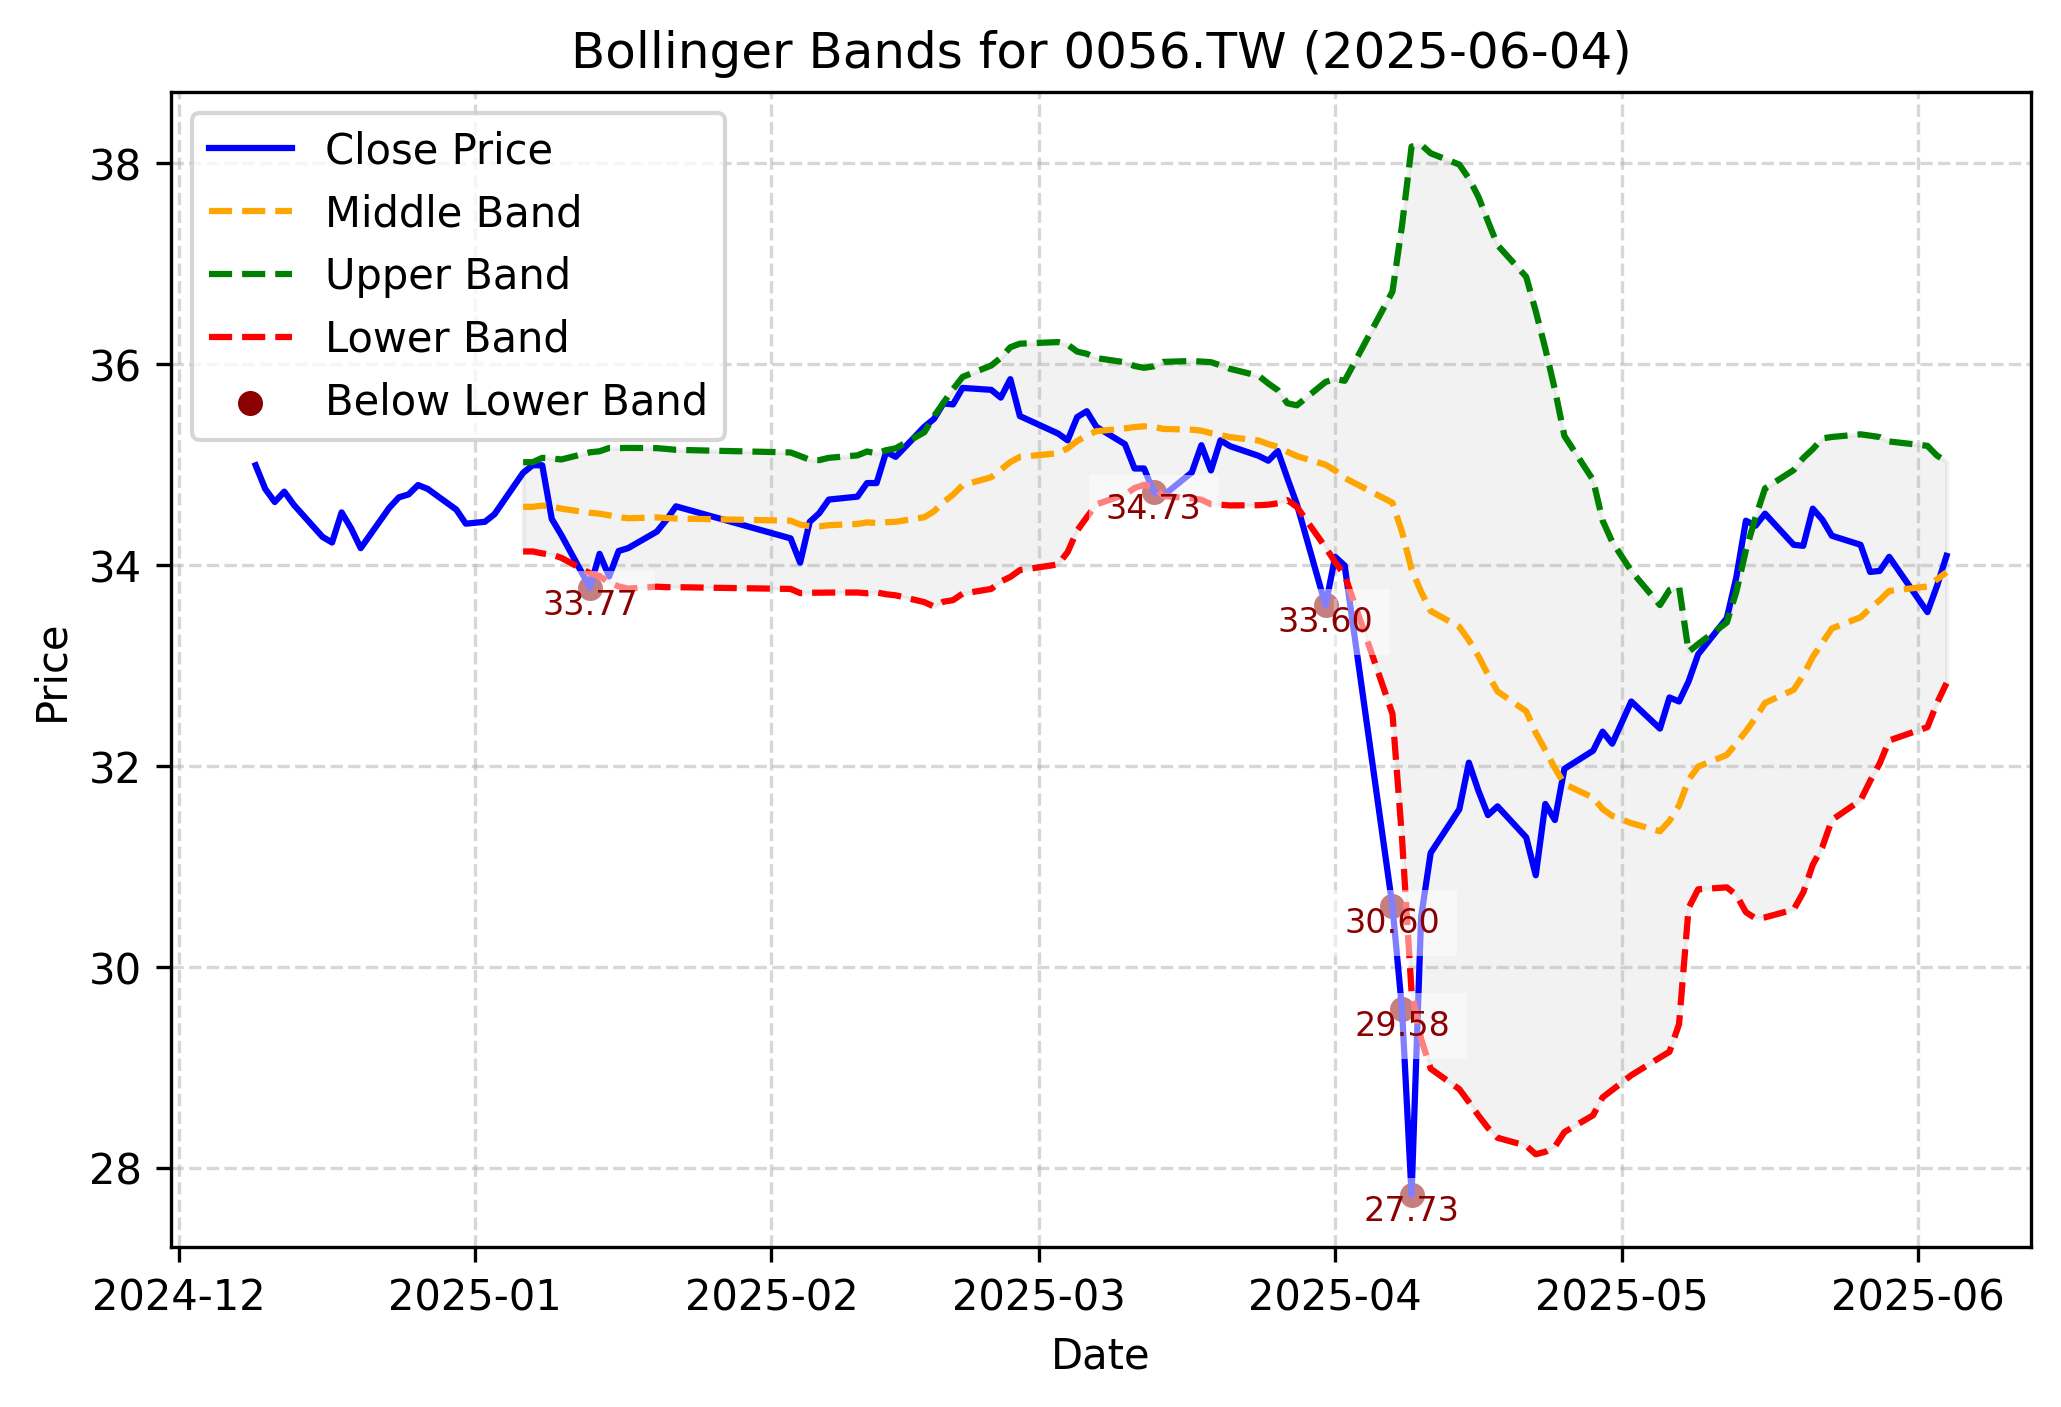 Bollinger Bands for 0056.TW (2025-06-04)
Close Price
Middle Band
Upper Band
Lower Band
Below Lower Band
38
36
34
32
30
28
Price
33.77
34.73
33.60
30.60
29.58
27.73
2024-12
2025-01
2025-02
2025-03
2025-04
2025-05
2025-06
Date